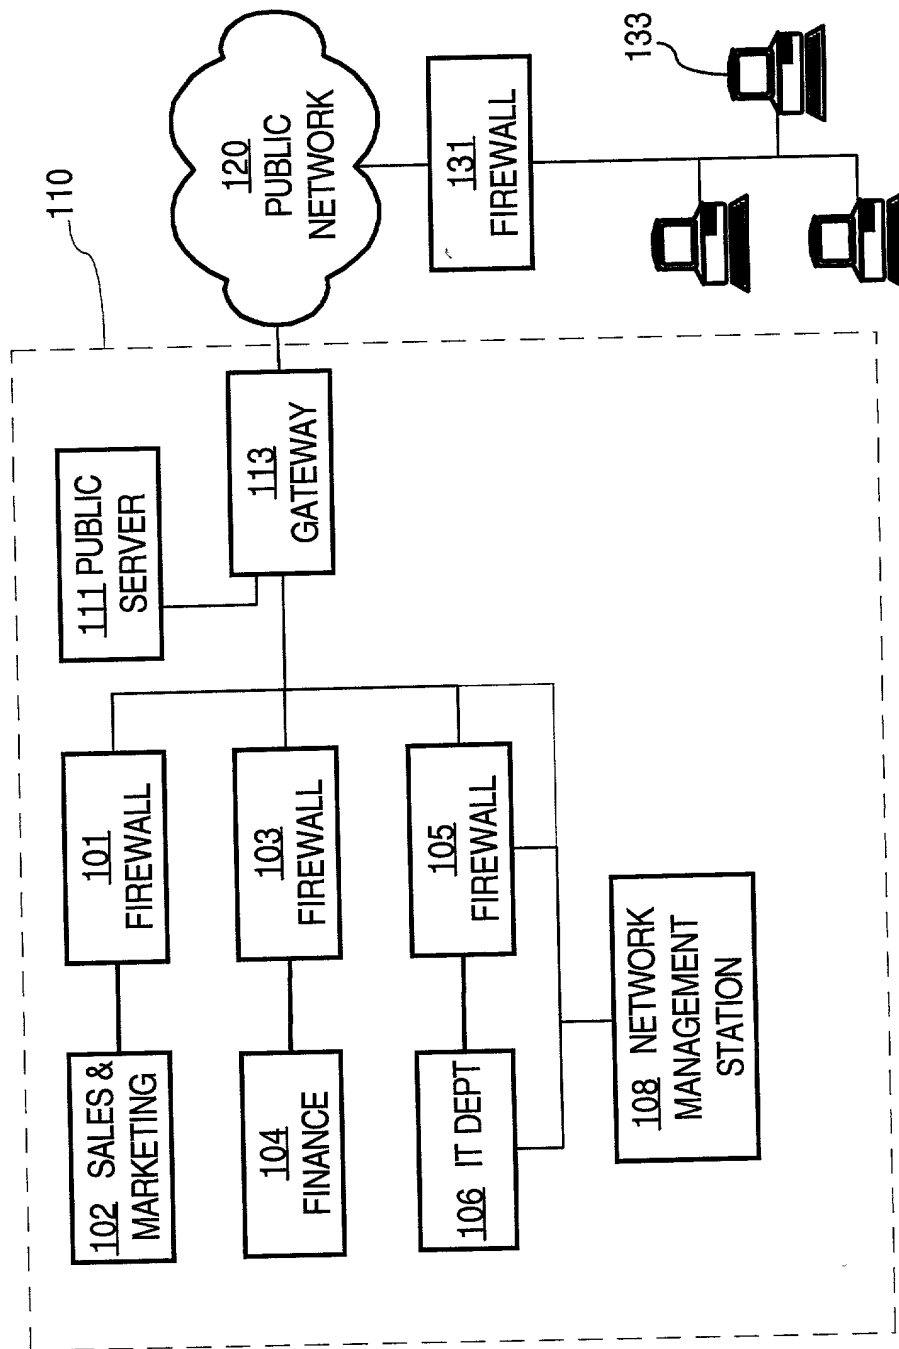 110
102 SALES &
MARKETING
101
FIREWALL
111 PUBLIC
SERVER
104
FINANCE
103
FIREWALL
113
GATEWAY
120
PUBLIC
NETWORK
106 IT DEPT
105
FIREWALL
131
FIREWALL
108 NETWORK
MANAGEMENT
STATION
133